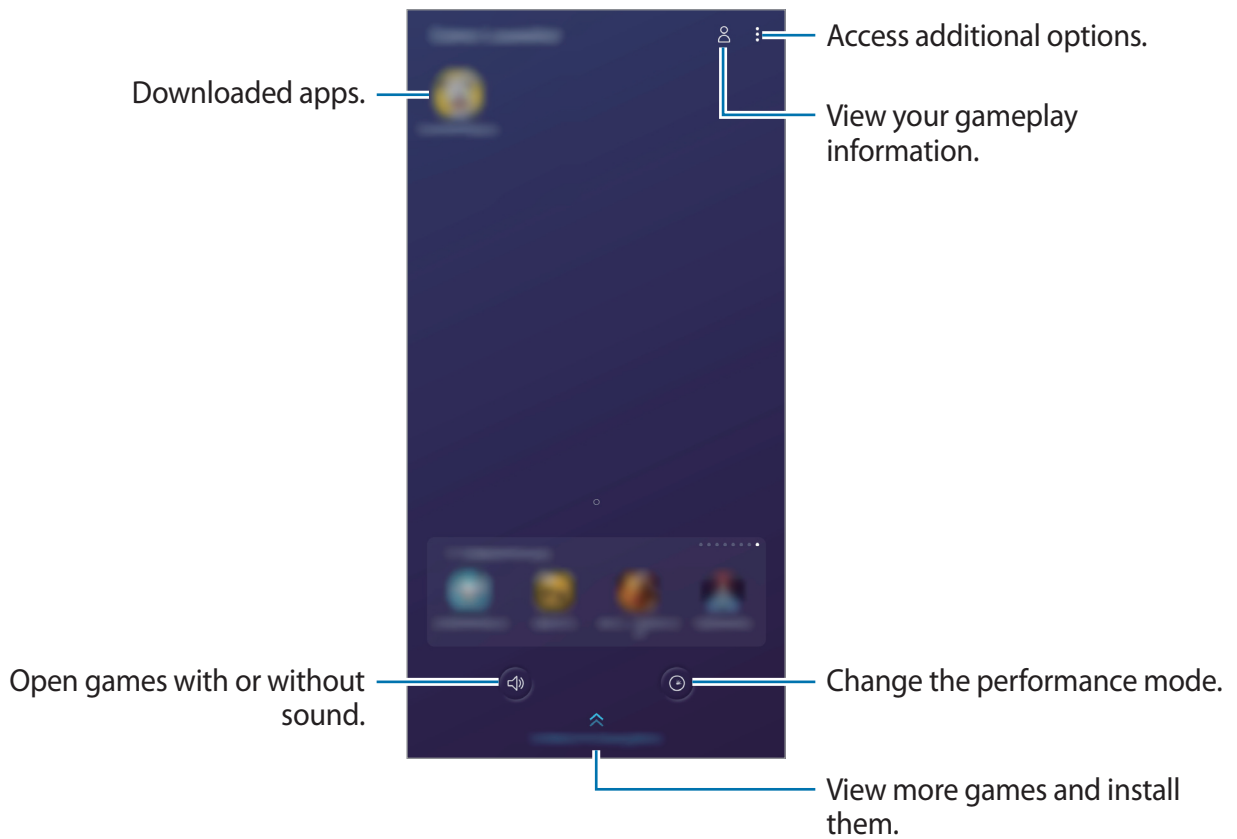 Access additional options.
Downloaded apps.
View your gameplay
information.
Open games with or without
sound.
Change the performance mode.
View more games and install
them.